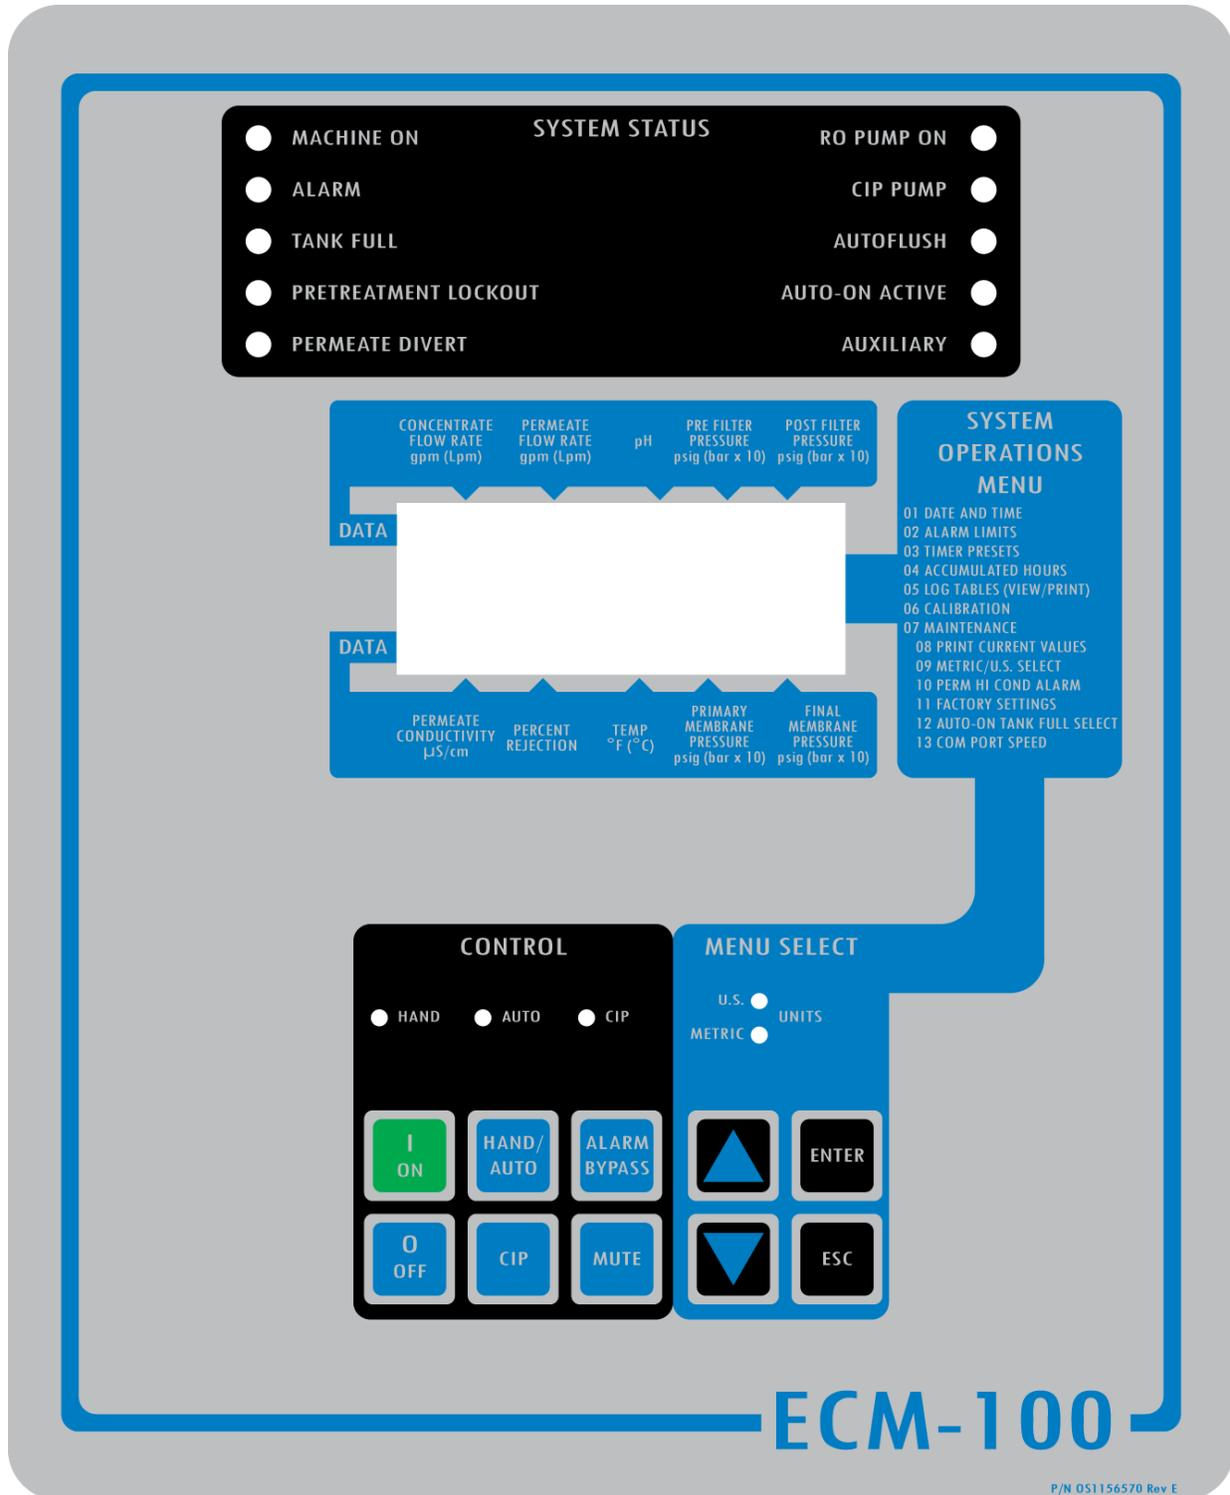 SYSTEM STATUS
MACHINE ON
ALARM
TANK FULL
PRETREATMENT LOCKOUT
PERMEATE DIVERT
RO PUMP ON
CIP PUMP
AUTOFLUSH
AUTO-ON ACTIVE
AUXILIARY
CONCENTRATE
FLOW RATE
gpm (Lpm)
PERMEATE
FLOW RATE
gpm (Lpm)
pH
PRE FILTER
PRESSURE
psig (bar x 10)
POST FILTER
PRESSURE
psig (bar x 10)
DATA
DATA
PERMEATE
CONDUCTIVITY
µS/cm
PERCENT
REJECTION
TEMP
°F (°C)
PRIMARY
MEMBRANE
PRESSURE
psig (bar x 10)
FINAL
MEMBRANE
PRESSURE
psig (bar x 10)
SYSTEM
OPERATIONS
MENU
01 DATE AND TIME
02 ALARM LIMITS
03 TIMER PRESETS
04 ACCUMULATED HOURS
05 LOG TABLES (VIEW/PRINT)
06 CALIBRATION
07 MAINTENANCE
08 PRINT CURRENT VALUES
09 METRIC/U.S. SELECT
10 PERM HI COND ALARM
11 FACTORY SETTINGS
12 AUTO-ON TANK FULL SELECT
13 COM PORT SPEED
CONTROL
HAND
AUTO
CIP
I
ON
HAND/
AUTO
ALARM
BYPASS
O
OFF
CIP
MUTE
MENU SELECT
U.S.
METRIC
UNITS
ENTER
ESC
ECM-100
P/N OS1156570 Rev E